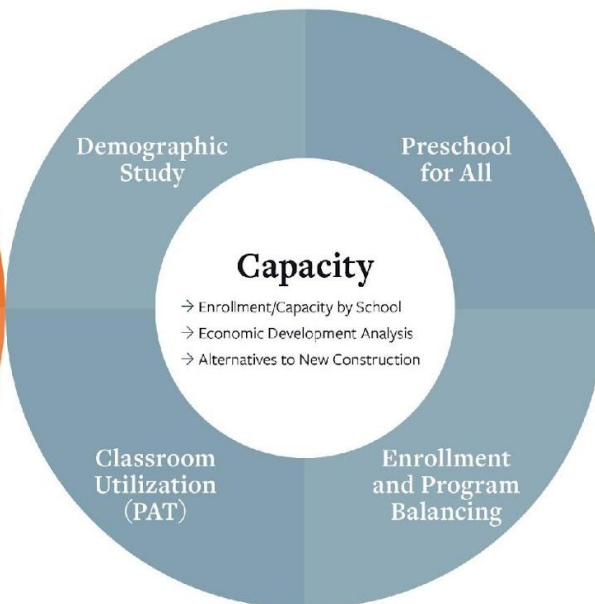 Demographic
Study
Preschool
for All
Capacity
→ Enrollment/Capacity by School
→ Economic Development Analysis
→ Alternatives to New Construction
Classroom
Utilization
(PAT)
Enrollment
and Program
Balancing